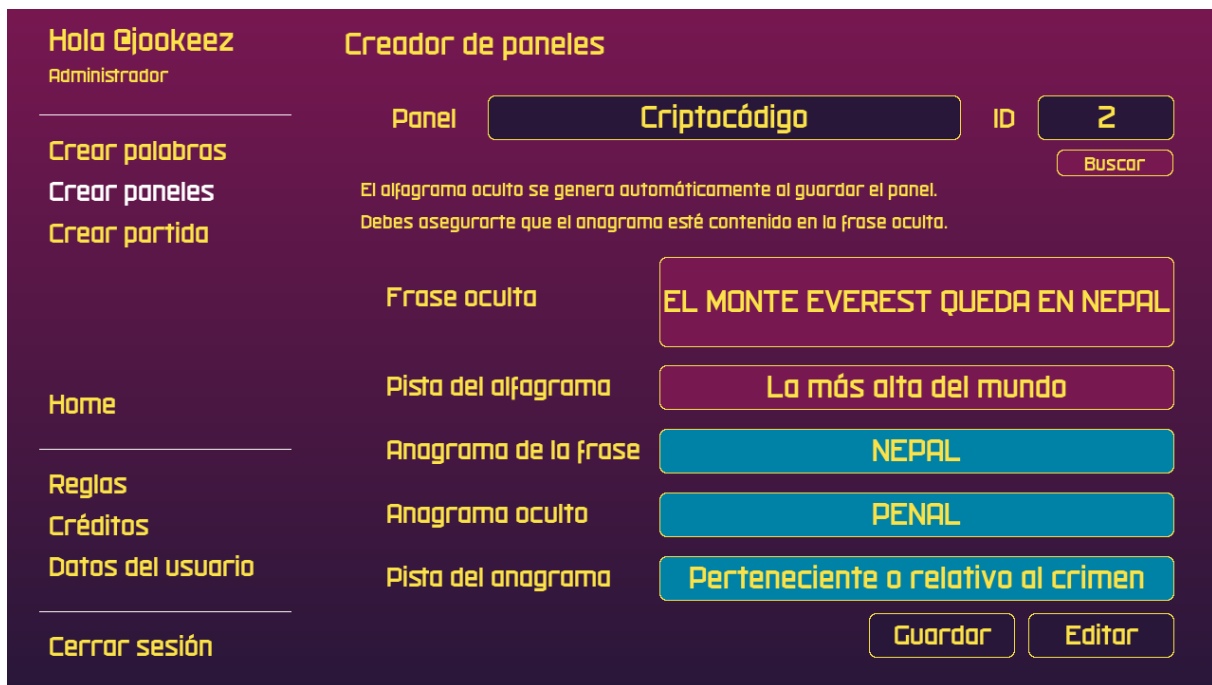 Hola @jookeez
Administrador
Crear palabras
Crear paneles
Crear partida
Home
Reglas
Créditos
Datos del usuario
Cerrar sesión
Creador de paneles
Panel Criptocódigo ID 2
Buscar
El alfagrama oculto se genera automáticamente al guardar el panel.
Debes asegurarte que el anagrama esté contenido en la frase oculta.
Frase oculta EL MONTE EVEREST QUEDA EN NEPAL
Pista del alfagrama La más alta del mundo
Anagrama de la frase NEPAL
Anagrama oculto PENAL
Pista del anagrama Perteneciente o relativo al crimen
Guardar Editar